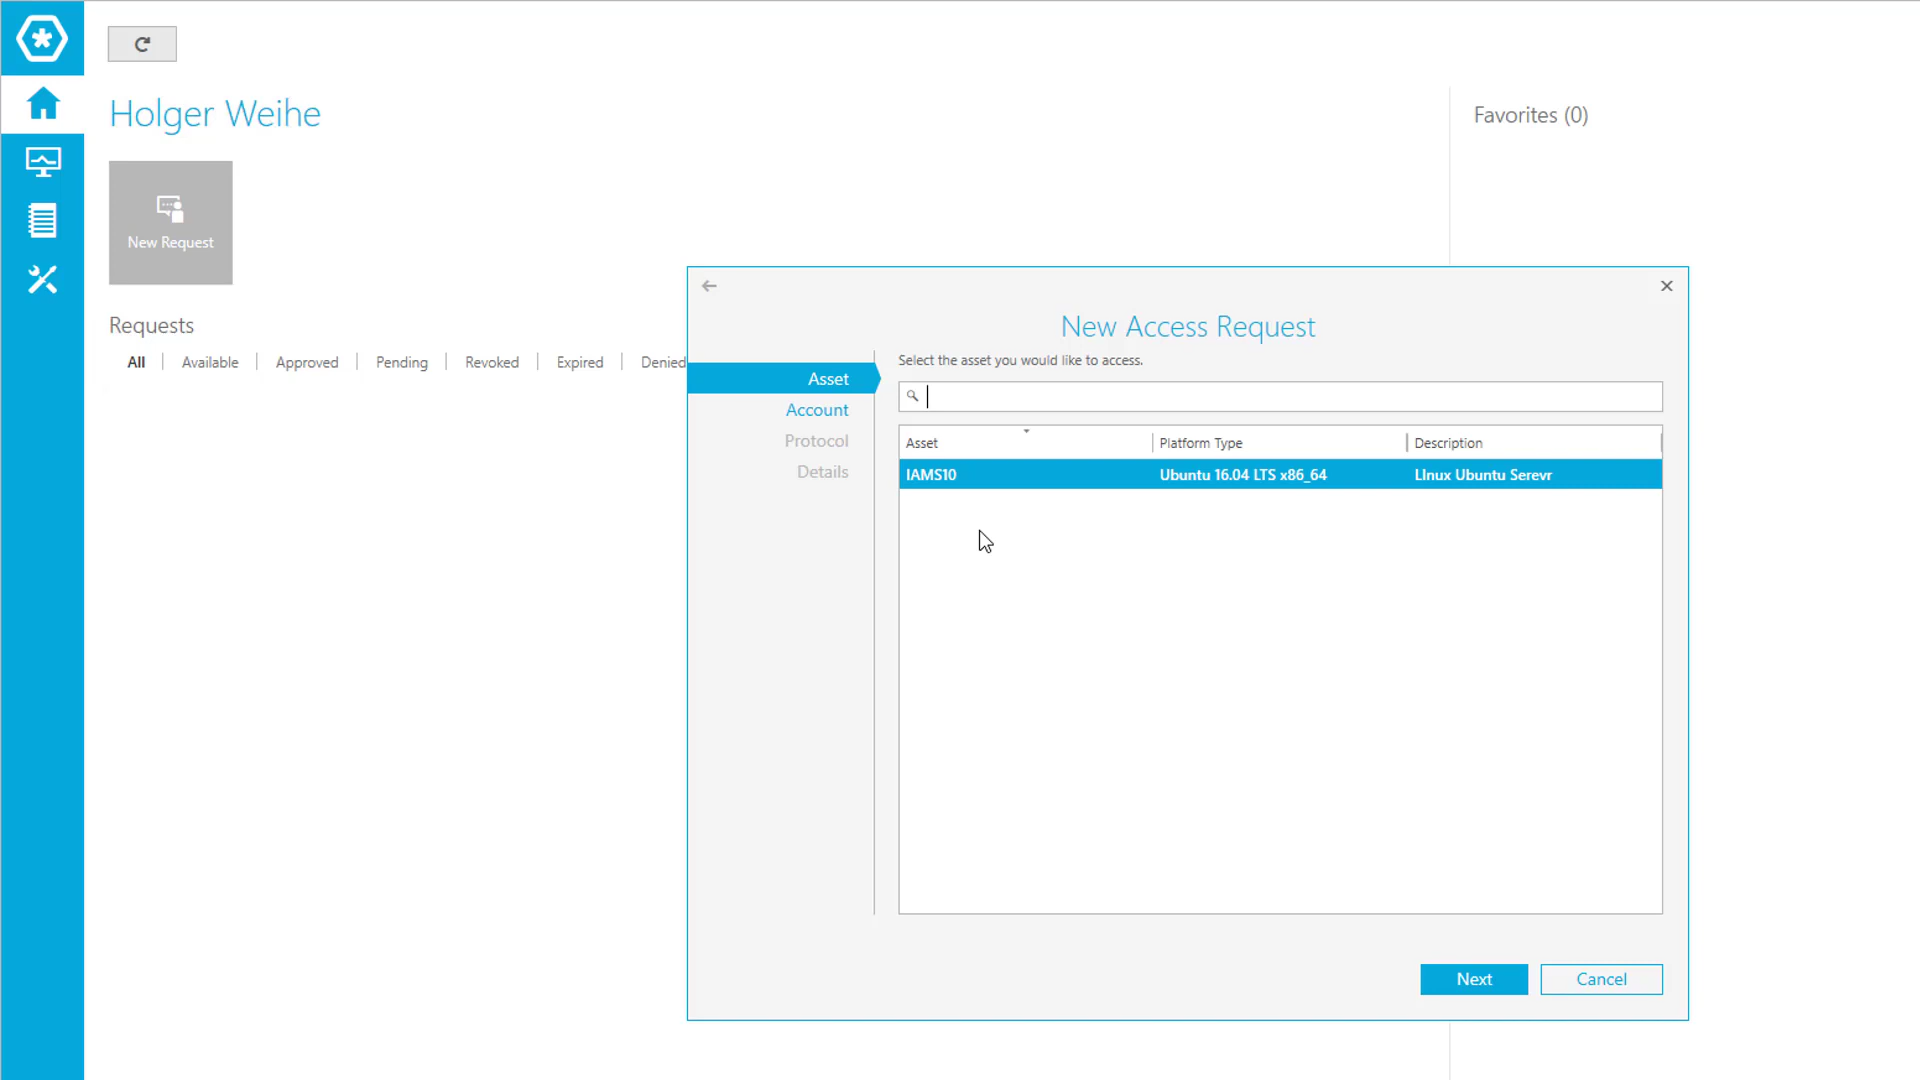 Holger Weihe
Favorites (0)
New Request
Requests
All Available Approved Pending Revoked Expired Denied
New Access Request
Select the asset you would like to access.
Asset
Account
Protocol
Details
Asset Platform Type Description
IAMS10 Ubuntu 16.04 LTS x86_64 LInux Ubuntu Serevr
Next Cancel